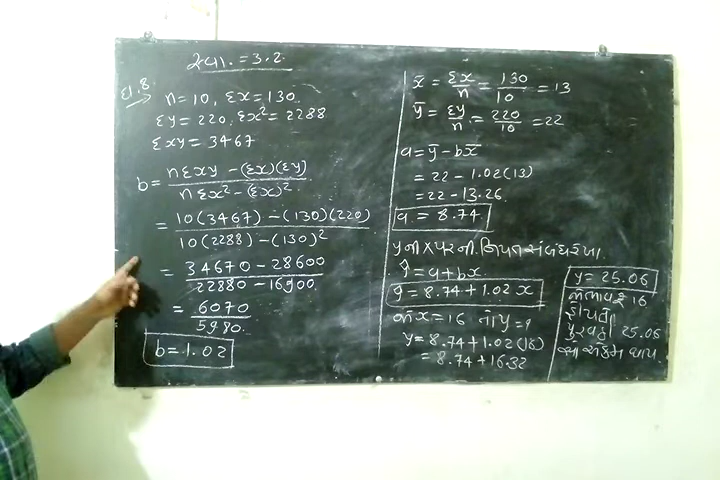 સ્વા. = 3.2
દા.8
n = 10, Σx = 130
Σy = 220, Σx² = 2288
Σxy = 3467
b = nΣxy - (Σx)(Σy) / nΣx² - (Σx)²
= 10(3467) - (130)(220) / 10(2288) - (130)²
= 34670 - 28600 / 22880 - 16900
= 6070 / 5980
b = 1.02
x̄ = Σx/n = 130/10 = 13
ȳ = Σy/n = 220/10 = 22
a = ȳ - bx̄
= 22 - 1.02(13)
= 22 - 13.26
a = 8.74
y ની x પરની નિયત સંબંધ રેખા
ŷ = a + bx
ŷ = 8.74 + 1.02 x
x = 16 તો y = ?
y = 8.74 + 1.02(16)
= 8.74 + 16.32
y = 25.06
16
હોય તો
પુરવઠો 25.06
થાય.